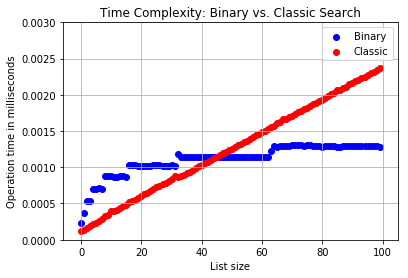 Time Complexity: Binary vs. Classic Search
Binary
Classic
Operation time in milliseconds
0.0030
0.0025
0.0020
0.0015
0.0010
0.0005
0.0000
0
20
40
60
80
100
List size